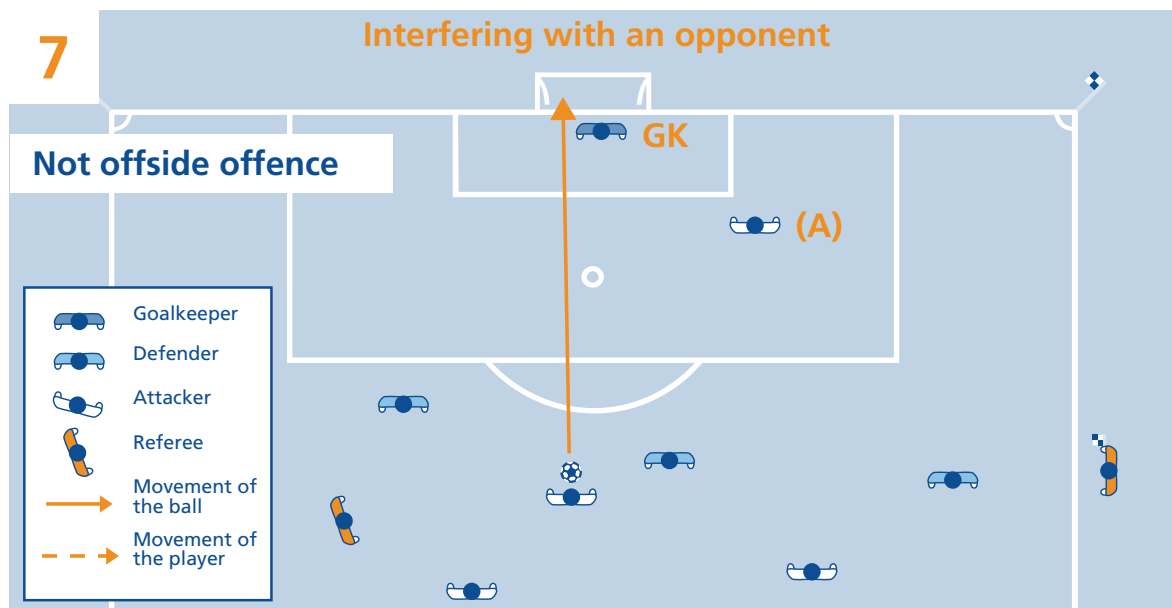 7
Interfering with an opponent
GK
Not offside offence
(A)
Goalkeeper
Defender
Attacker
Referee
Movement of
the ball
Movement of
the player